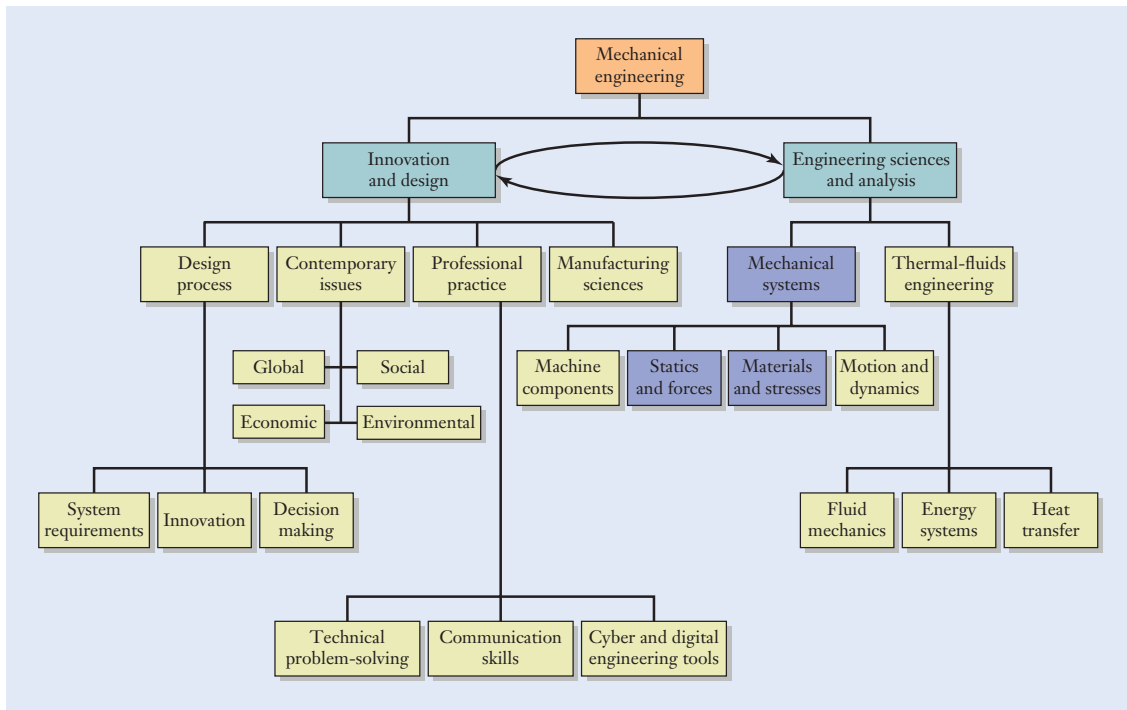 Mechanical
engineering
Innovation
and design
Engineering sciences
and analysis
Design
process
Contemporary
issues
Professional
practice
Manufacturing
sciences
Mechanical
systems
Thermal-fluids
engineering
Global
Social
Economic
Environmental
Machine
components
Statics
and forces
Materials
and stresses
Motion and
dynamics
System
requirements
Innovation
Decision
making
Fluid
mechanics
Energy
systems
Heat
transfer
Technical
problem-solving
Communication
skills
Cyber and digital
engineering tools